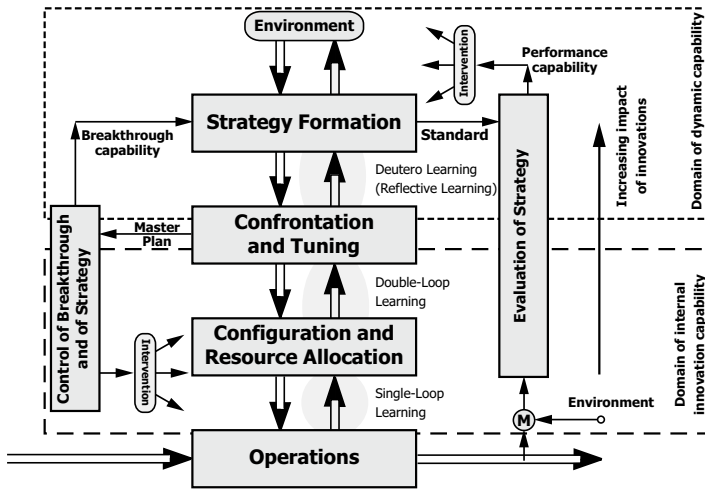 Environment
Intervention
Performance
capability
Strategy Formation
Breakthrough
capability
Standard
Domain of dynamic capability
Increasing impact
of innovations
Deutero Learning
(Reflective Learning)
Evaluation of Strategy
Confrontation
and Tuning
Master
Plan
Control of Breakthrough
and of Strategy
Double-Loop
Learning
Domain of internal
innovation capability
Configuration and
Resource Allocation
Intervention
Single-Loop
Learning
Environment
M
Operations